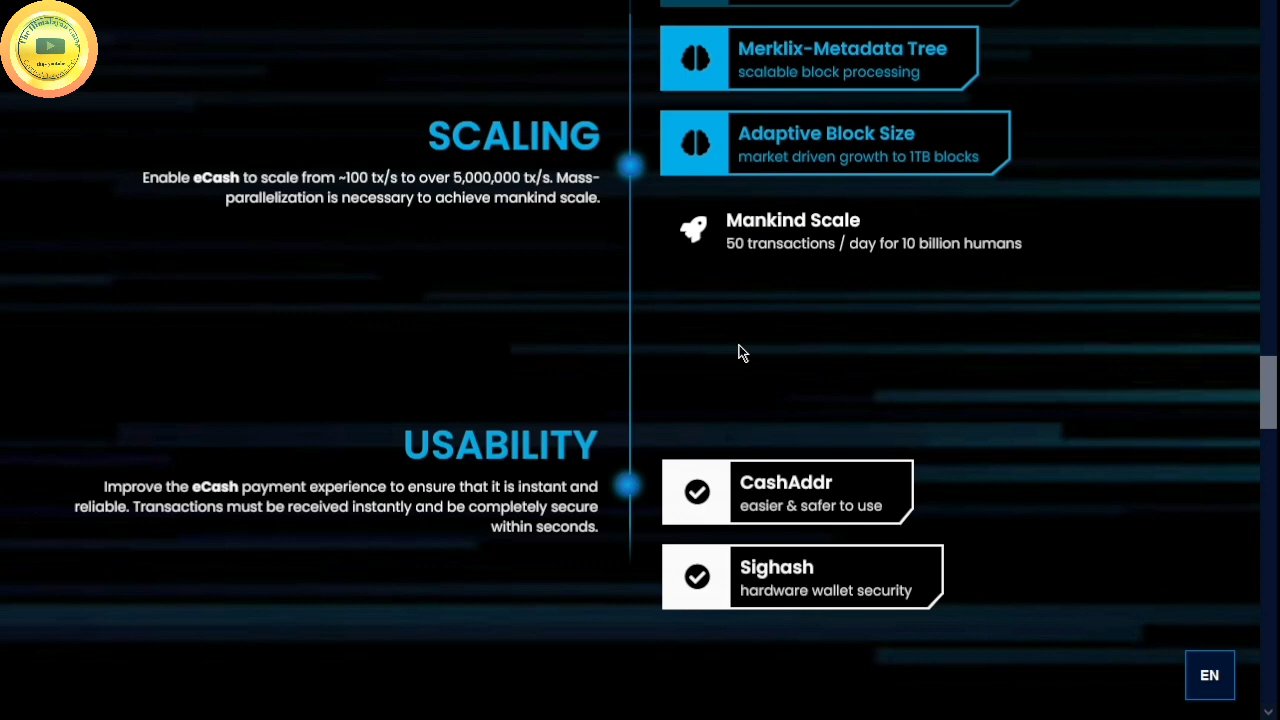 Merklix-Metadata Tree
scalable block processing
SCALING
Enable eCash to scale from ~100 tx/s to over 5,000,000 tx/s. Mass-
parallelization is necessary to achieve mankind scale.
Adaptive Block Size
market driven growth to 1TB blocks
Mankind Scale
50 transactions / day for 10 billion humans
USABILITY
Improve the eCash payment experience to ensure that it is instant and
reliable. Transactions must be received instantly and be completely secure
within seconds.
CashAddr
easier & safer to use
Sighash
hardware wallet security
EN